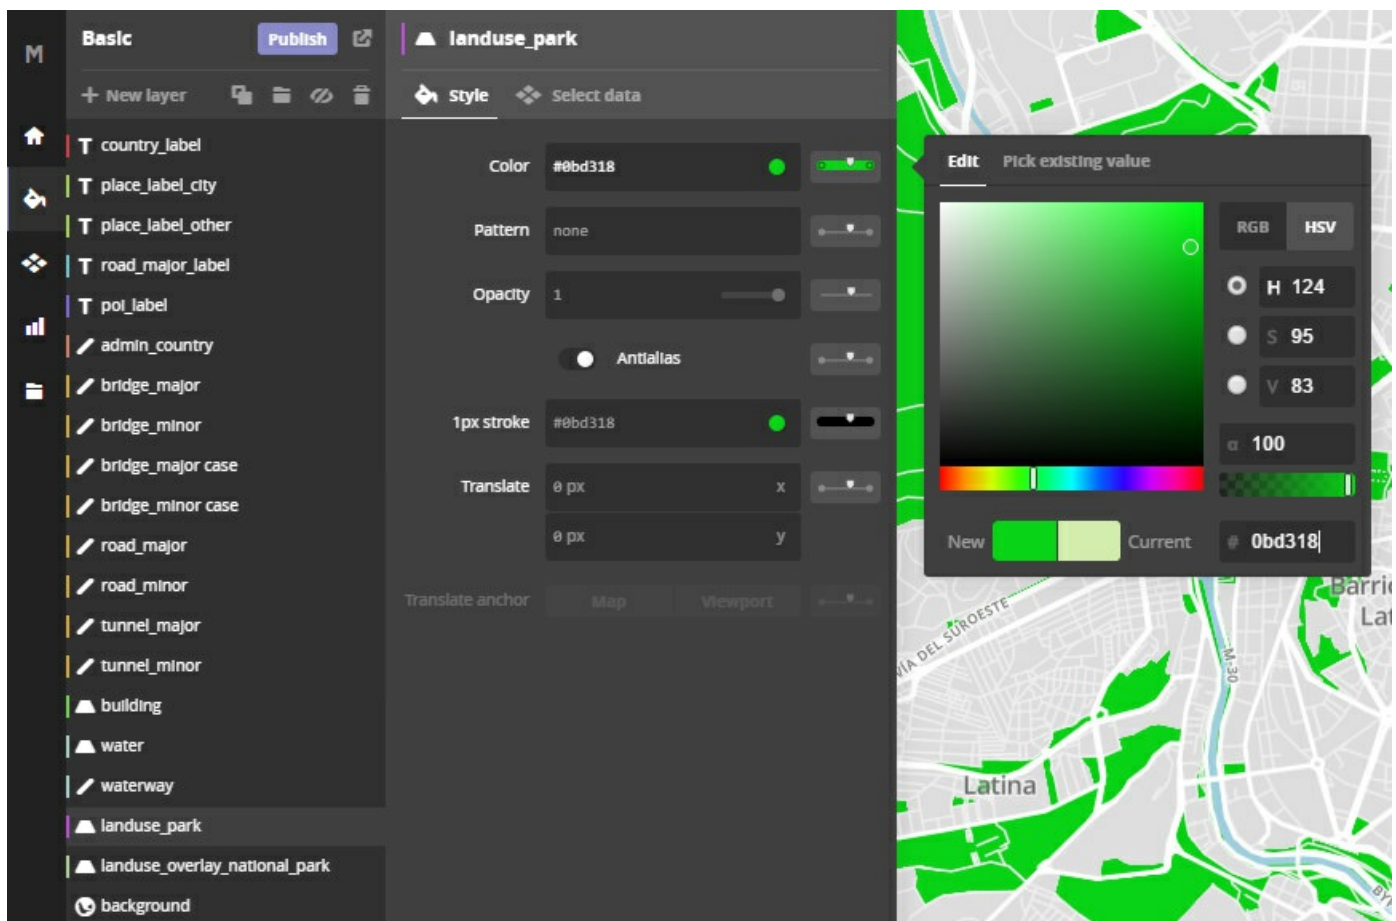 M
Basic
Publish
+ New layer
T country_label
T place_label_city
T place_label_other
T road_major_label
T poi_label
admin_country
bridge_major
bridge_minor
bridge_major case
bridge_minor case
road_major
road_minor
tunnel_major
tunnel_minor
building
water
waterway
landuse_park
landuse_overlay_national_park
background
landuse_park
Style
Select data
Color #0bd318
Pattern none
Opacity 1
Antialias
1px stroke #0bd318
Translate 0 px x
0 px y
Translate anchor Map Viewport
Edit Pick existing value
RGB HSV
H 124
S 95
V 83
α 100
New Current # 0bd318
VÍA DEL SUROESTE
M-30
Latina